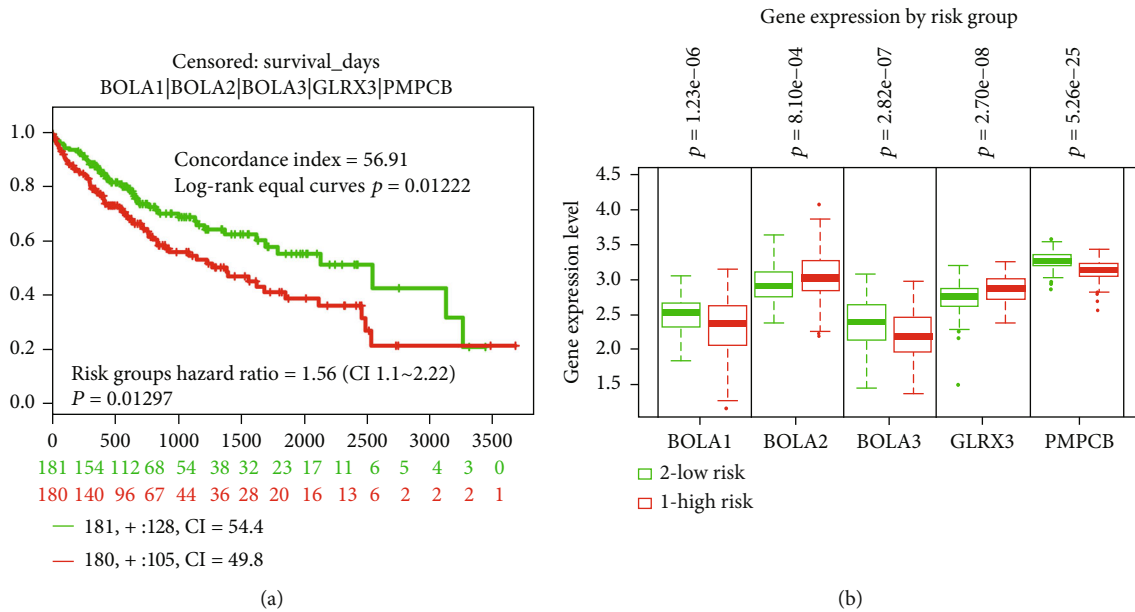 Censored: survival_days
BOLA1|BOLA2|BOLA3|GLRX3|PMPCB
1.0
0.8
0.6
0.4
0.2
0.0
Concordance index = 56.91
Log-rank equal curves p = 0.01222
Risk groups hazard ratio = 1.56 (CI 1.1~2.22)
P = 0.01297
0 500 1000 1500 2000 2500 3000 3500
181 154 112 68 54 38 32 23 17 11 6 5 4 3 0
180 140 96 67 44 36 28 20 16 13 6 2 2 2 1
181, + :128, CI = 54.4
180, + :105, CI = 49.8
(a)
Gene expression by risk group
p = 1.23e−06
p = 8.10e−04
p = 2.82e−07
p = 2.70e−08
p = 5.26e−25
Gene expression level
4.5
4.0
3.5
3.0
2.5
2.0
1.5
BOLA1 BOLA2 BOLA3 GLRX3 PMPCB
2-low risk
1-high risk
(b)